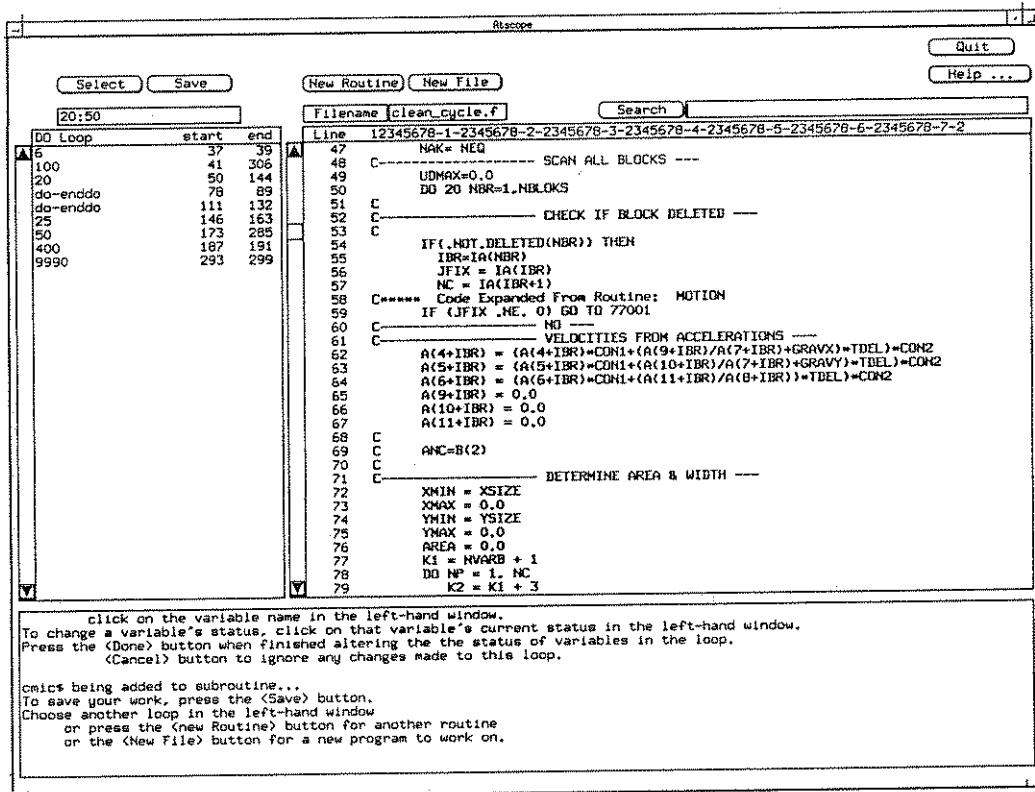 Atscope
Quit
Select Save New Routine New File Help ...
20:50 Filename clean_cycle.f Search
DO Loop start end
6 37 39
100 41 306
20 50 144
do-enddo 78 89
do-enddo 111 132
25 146 163
50 173 285
400 187 191
9990 293 299
Line 12345678-1-2345678-2-2345678-3-2345678-4-2345678-5-2345678-6-2345678-7-2
47 NAK= NEQ
48 C------------------- SCAN ALL BLOCKS ---
49 UDMAX=0.0
50 DO 20 NBR=1,NBLOKS
51 C
52 C------------------- CHECK IF BLOCK DELETED ---
53 C
54 IF(.NOT.DELETED(NBR)) THEN
55 IBR=IA(NBR)
56 JFIX = IA(IBR)
57 NC = IA(IBR+1)
58 C***** Code Expanded From Routine: MOTION
59 IF (JFIX .NE. 0) GO TO 77001
60 C------------------- NO ---
61 C------------------- VELOCITIES FROM ACCELERATIONS ---
62 A(4+IBR) = (A(4+IBR)*CON1+(A(9+IBR)/A(7+IBR)+GRAVX)*TDEL)*CON2
63 A(5+IBR) = (A(5+IBR)*CON1+(A(10+IBR)/A(7+IBR)+GRAVY)*TDEL)*CON2
64 A(6+IBR) = (A(6+IBR)*CON1+(A(11+IBR)/A(8+IBR))*TDEL)*CON2
65 A(9+IBR) = 0.0
66 A(10+IBR) = 0.0
67 A(11+IBR) = 0.0
68 C
69 C ANC=B(2)
70 C
71 C------------------- DETERMINE AREA & WIDTH ---
72 XMIN = XSIZE
73 XMAX = 0.0
74 YMIN = YSIZE
75 YMAX = 0.0
76 AREA = 0.0
77 K1 = NVARB + 1
78 DO NP = 1, NC
79 K2 = K1 + 3
click on the variable name in the left-hand window.
To change a variable's status, click on that variable's current status in the left-hand window.
Press the <Done> button when finished altering the the status of variables in the loop.
<Cancel> button to ignore any changes made to this loop.
cmic$ being added to subroutine...
To save your work, press the <Save> button.
Choose another loop in the left-hand window
or press the <new Routine> button for another routine
or the <New File> button for a new program to work on.